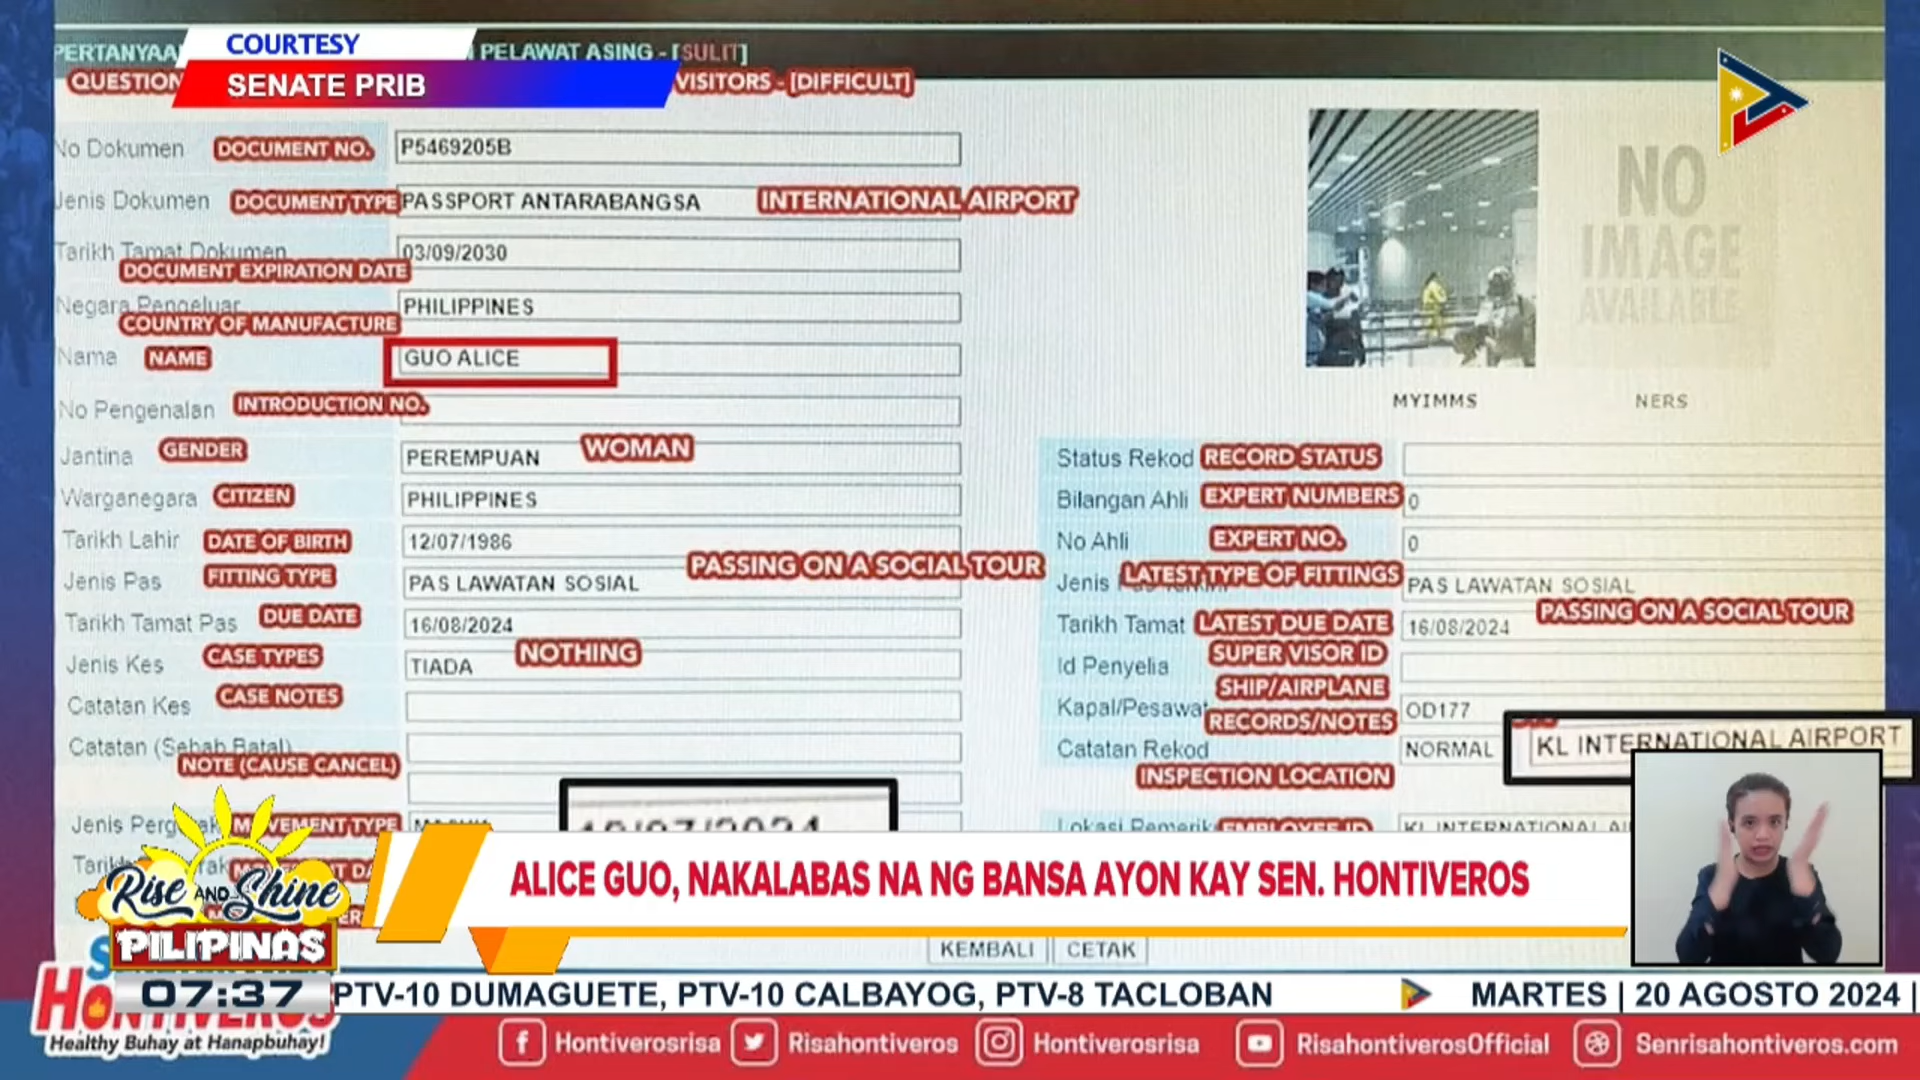 COURTESY
SENATE PRIB
PELAWAT ASING - [SULIT]
QUESTION
VISITORS - [DIFFICULT]
No Dokumen DOCUMENT NO. P5469205B
Jenis Dokumen DOCUMENT TYPE PASSPORT ANTARABANGSA INTERNATIONAL AIRPORT
Tarikh Tamat Dokumen 03/09/2030
DOCUMENT EXPIRATION DATE
Negara Pengeluar PHILIPPINES
COUNTRY OF MANUFACTURE
Nama NAME GUO ALICE
No Pengenalan INTRODUCTION NO.
Jantina GENDER PEREMPUAN WOMAN
Warganegara CITIZEN PHILIPPINES
Tarikh Lahir DATE OF BIRTH 12/07/1986
Jenis Pas FITTING TYPE PAS LAWATAN SOSIAL PASSING ON A SOCIAL TOUR
Tarikh Tamat Pas DUE DATE 16/08/2024
Jenis Kes CASE TYPES TIADA NOTHING
Catatan Kes CASE NOTES
Catatan (Sebab Batal)
NOTE (CAUSE CANCEL)
MOVEMENT TYPE
NO
IMAGE
AVAILABLE
MYIMMS NERS
Status Rekod RECORD STATUS
Bilangan Ahli EXPERT NUMBERS 0
No Ahli EXPERT NO. 0
Jenis LATEST TYPE OF FITTINGS PAS LAWATAN SOSIAL
PASSING ON A SOCIAL TOUR
Tarikh Tamat LATEST DUE DATE 16/08/2024
Id Penyelia SUPER VISOR ID
SHIP/AIRPLANE
Kapal/Pesawat OD177
RECORDS/NOTES
Catatan Rekod NORMAL
KL INTERNATIONAL AIRPORT
INSPECTION LOCATION
Rise AND Shine
PILIPINAS
ALICE GUO, NAKALABAS NA NG BANSA AYON KAY SEN. HONTIVEROS
KEMBALI CETAK
07:37
PTV-10 DUMAGUETE, PTV-10 CALBAYOG, PTV-8 TACLOBAN
MARTES | 20 AGOSTO 2024 |
HONTIVEROS
Healthy Buhay at Hanapbuhay!
Hontiverosrisa Risahontiveros Hontiverosrisa RisahontiverosOfficial Senrisahontiveros.com